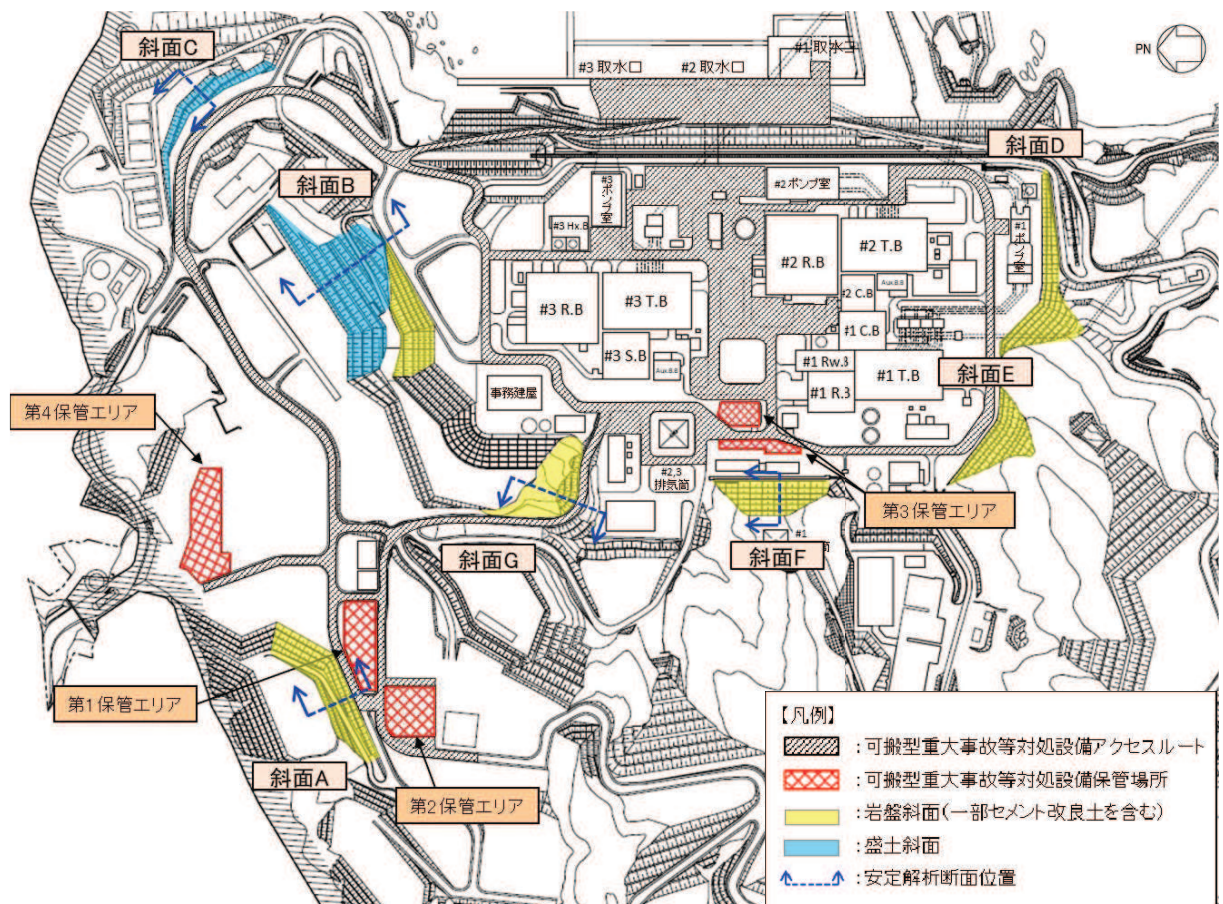 斜面C
#3 取水口
#2 取水口
#1 取水工
PN
斜面D
斜面B
#3 ポンプ室
#2 ポンプ室
#3 Hx.B
#1 ポンプ室
#2 R.B
#2 T.B
Aux.B.B
#2 C.B
#3 R.B
#3 T.B
#1 C.B
#3 S.B
Aux.B.B
#1 Rw.B
#1 R.B
#1 T.B
斜面E
事務建屋
第4保管エリア
#2,3
排気筒
第3保管エリア
#1
筒
斜面F
斜面G
第1保管エリア
斜面A
第2保管エリア
【凡例】
：可搬型重大事故等対処設備アクセスルート
：可搬型重大事故等対処設備保管場所
：岩盤斜面(一部セメント改良土を含む)
：盛土斜面
：安定解析断面位置